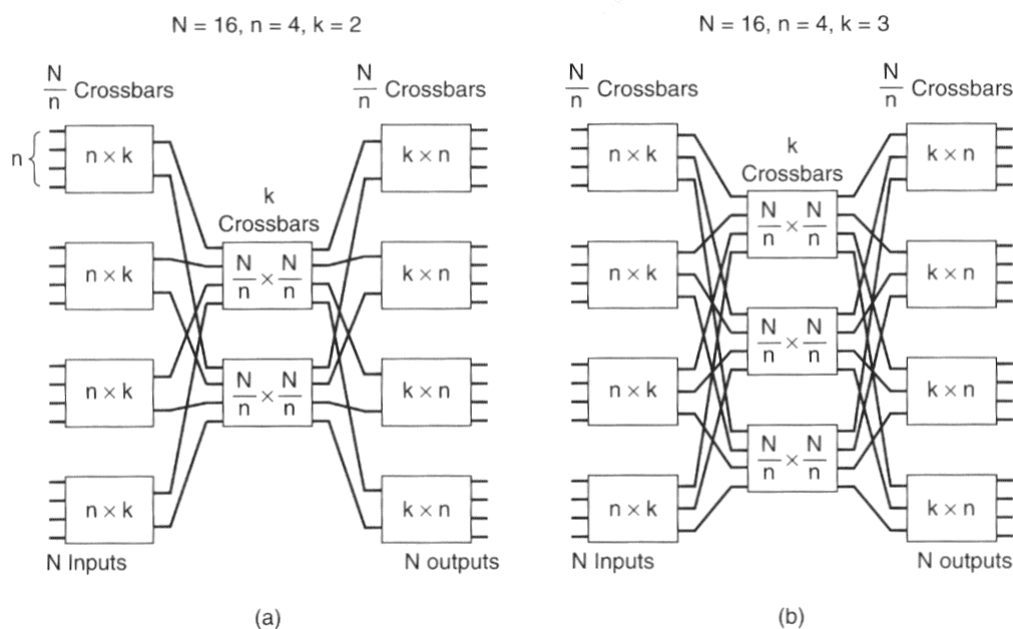 N = 16, n = 4, k = 2
N/n Crossbars
N/n Crossbars
n {
n × k
k × n
k
Crossbars
N/n × N/n
n × k
k × n
N/n × N/n
n × k
k × n
n × k
k × n
N Inputs
N outputs
(a)
N = 16, n = 4, k = 3
N/n Crossbars
N/n Crossbars
n × k
k × n
k
Crossbars
N/n × N/n
n × k
k × n
N/n × N/n
n × k
k × n
N/n × N/n
n × k
k × n
N Inputs
N outputs
(b)